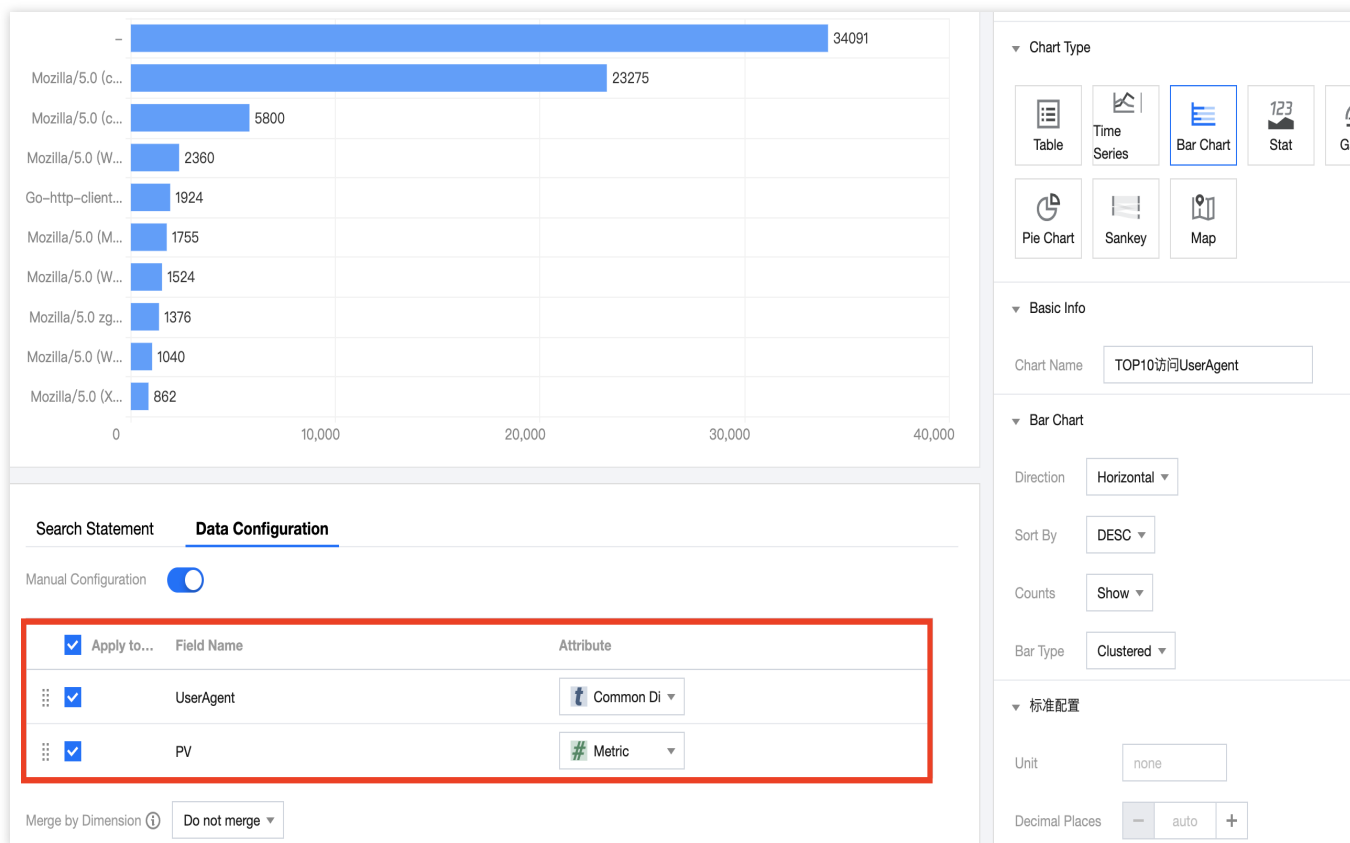 –
34091
Mozilla/5.0 (c...
23275
Mozilla/5.0 (c...
5800
Mozilla/5.0 (W...
2360
Go–http–client...
1924
Mozilla/5.0 (M...
1755
Mozilla/5.0 (W...
1524
Mozilla/5.0 zg...
1376
Mozilla/5.0 (W...
1040
Mozilla/5.0 (X...
862
0 10,000 20,000 30,000 40,000
Search Statement Data Configuration
Manual Configuration
Apply to... Field Name Attribute
UserAgent t Common Di
PV # Metric
Merge by Dimension i Do not merge
Chart Type
Table
Time
Series
Bar Chart
123
Stat
G
Pie Chart
Sankey
Map
Basic Info
Chart Name TOP10访问UserAgent
Bar Chart
Direction Horizontal
Sort By DESC
Counts Show
Bar Type Clustered
标准配置
Unit none
Decimal Places − auto +